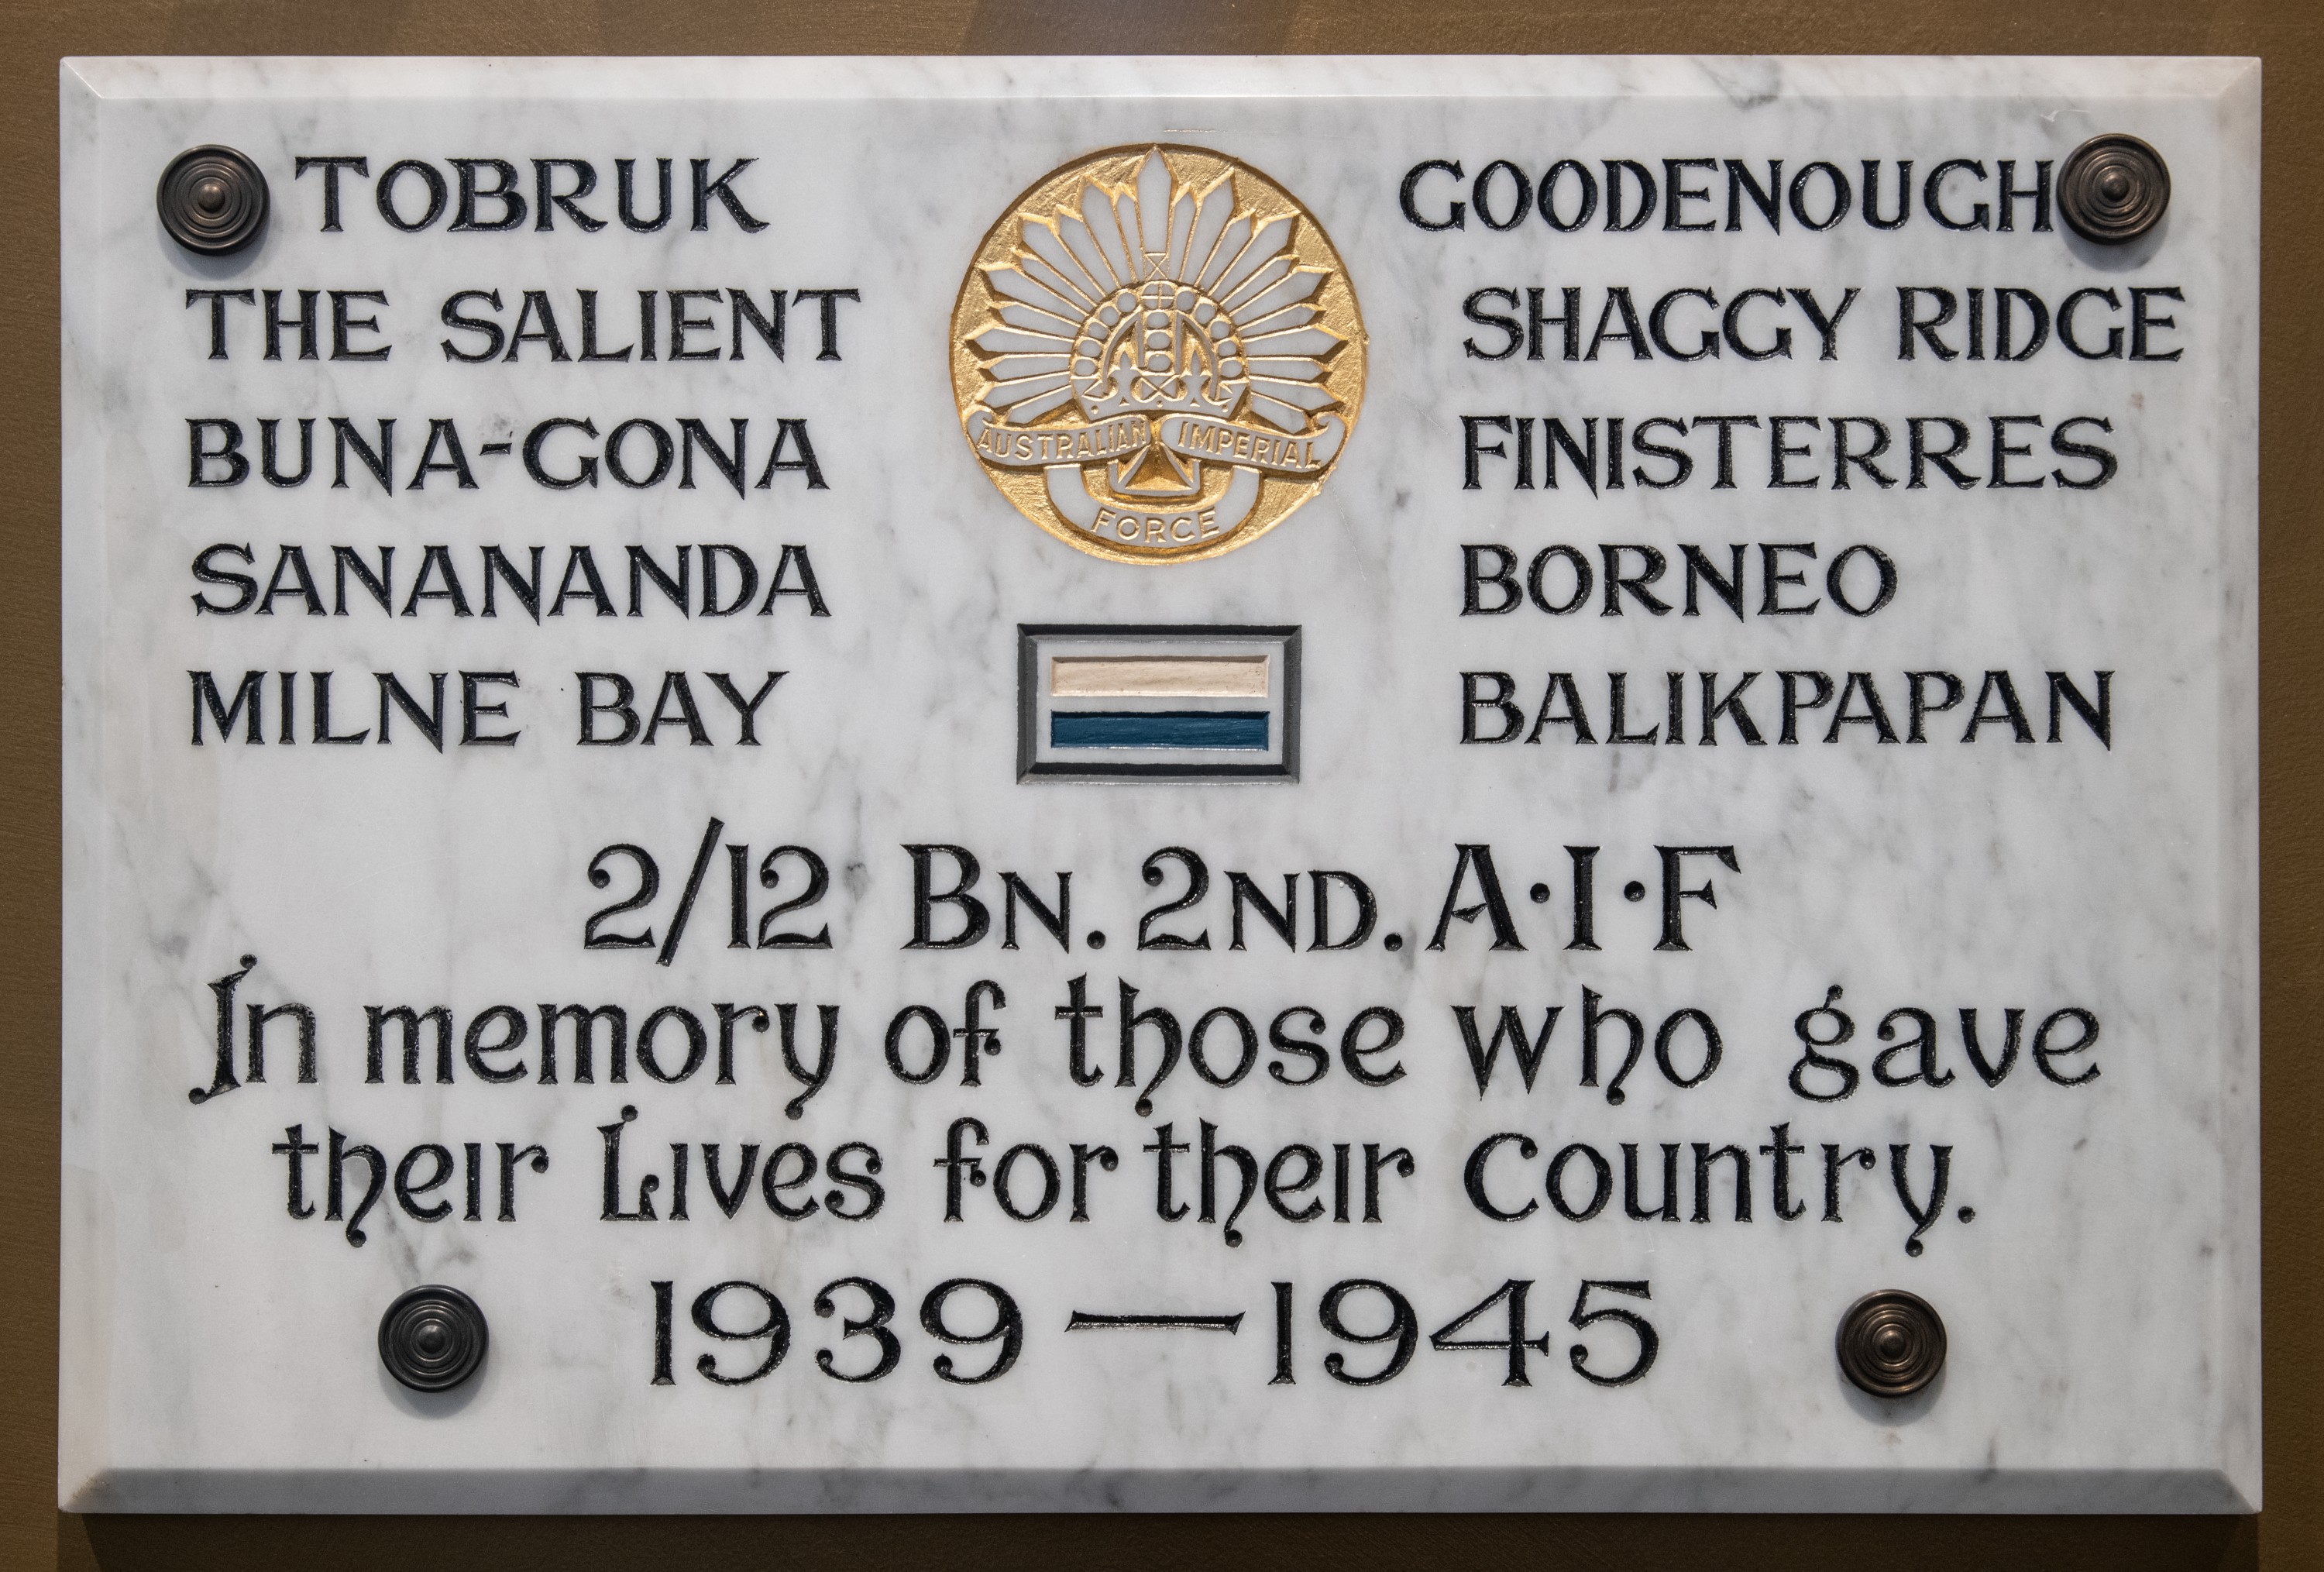 TOBRUK
THE SALIENT
BUNA-GONA
SANANANDA
MILNE BAY
AUSTRALIAN IMPERIAL
FORCE
GOODENOUGH
SHAGGY RIDGE
FINISTERRES
BORNEO
BALIKPAPAN
2/12 BN. 2ND. A·I·F
In memory of those who gave
their Lives for their country.
1939—1945